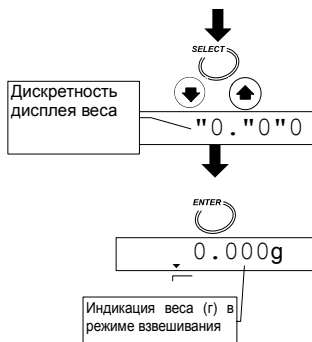 SELECT
Дискретность
дисплея веса
"0."0"0
ENTER
0.000g
Индикация веса (г) в
режиме взвешивания